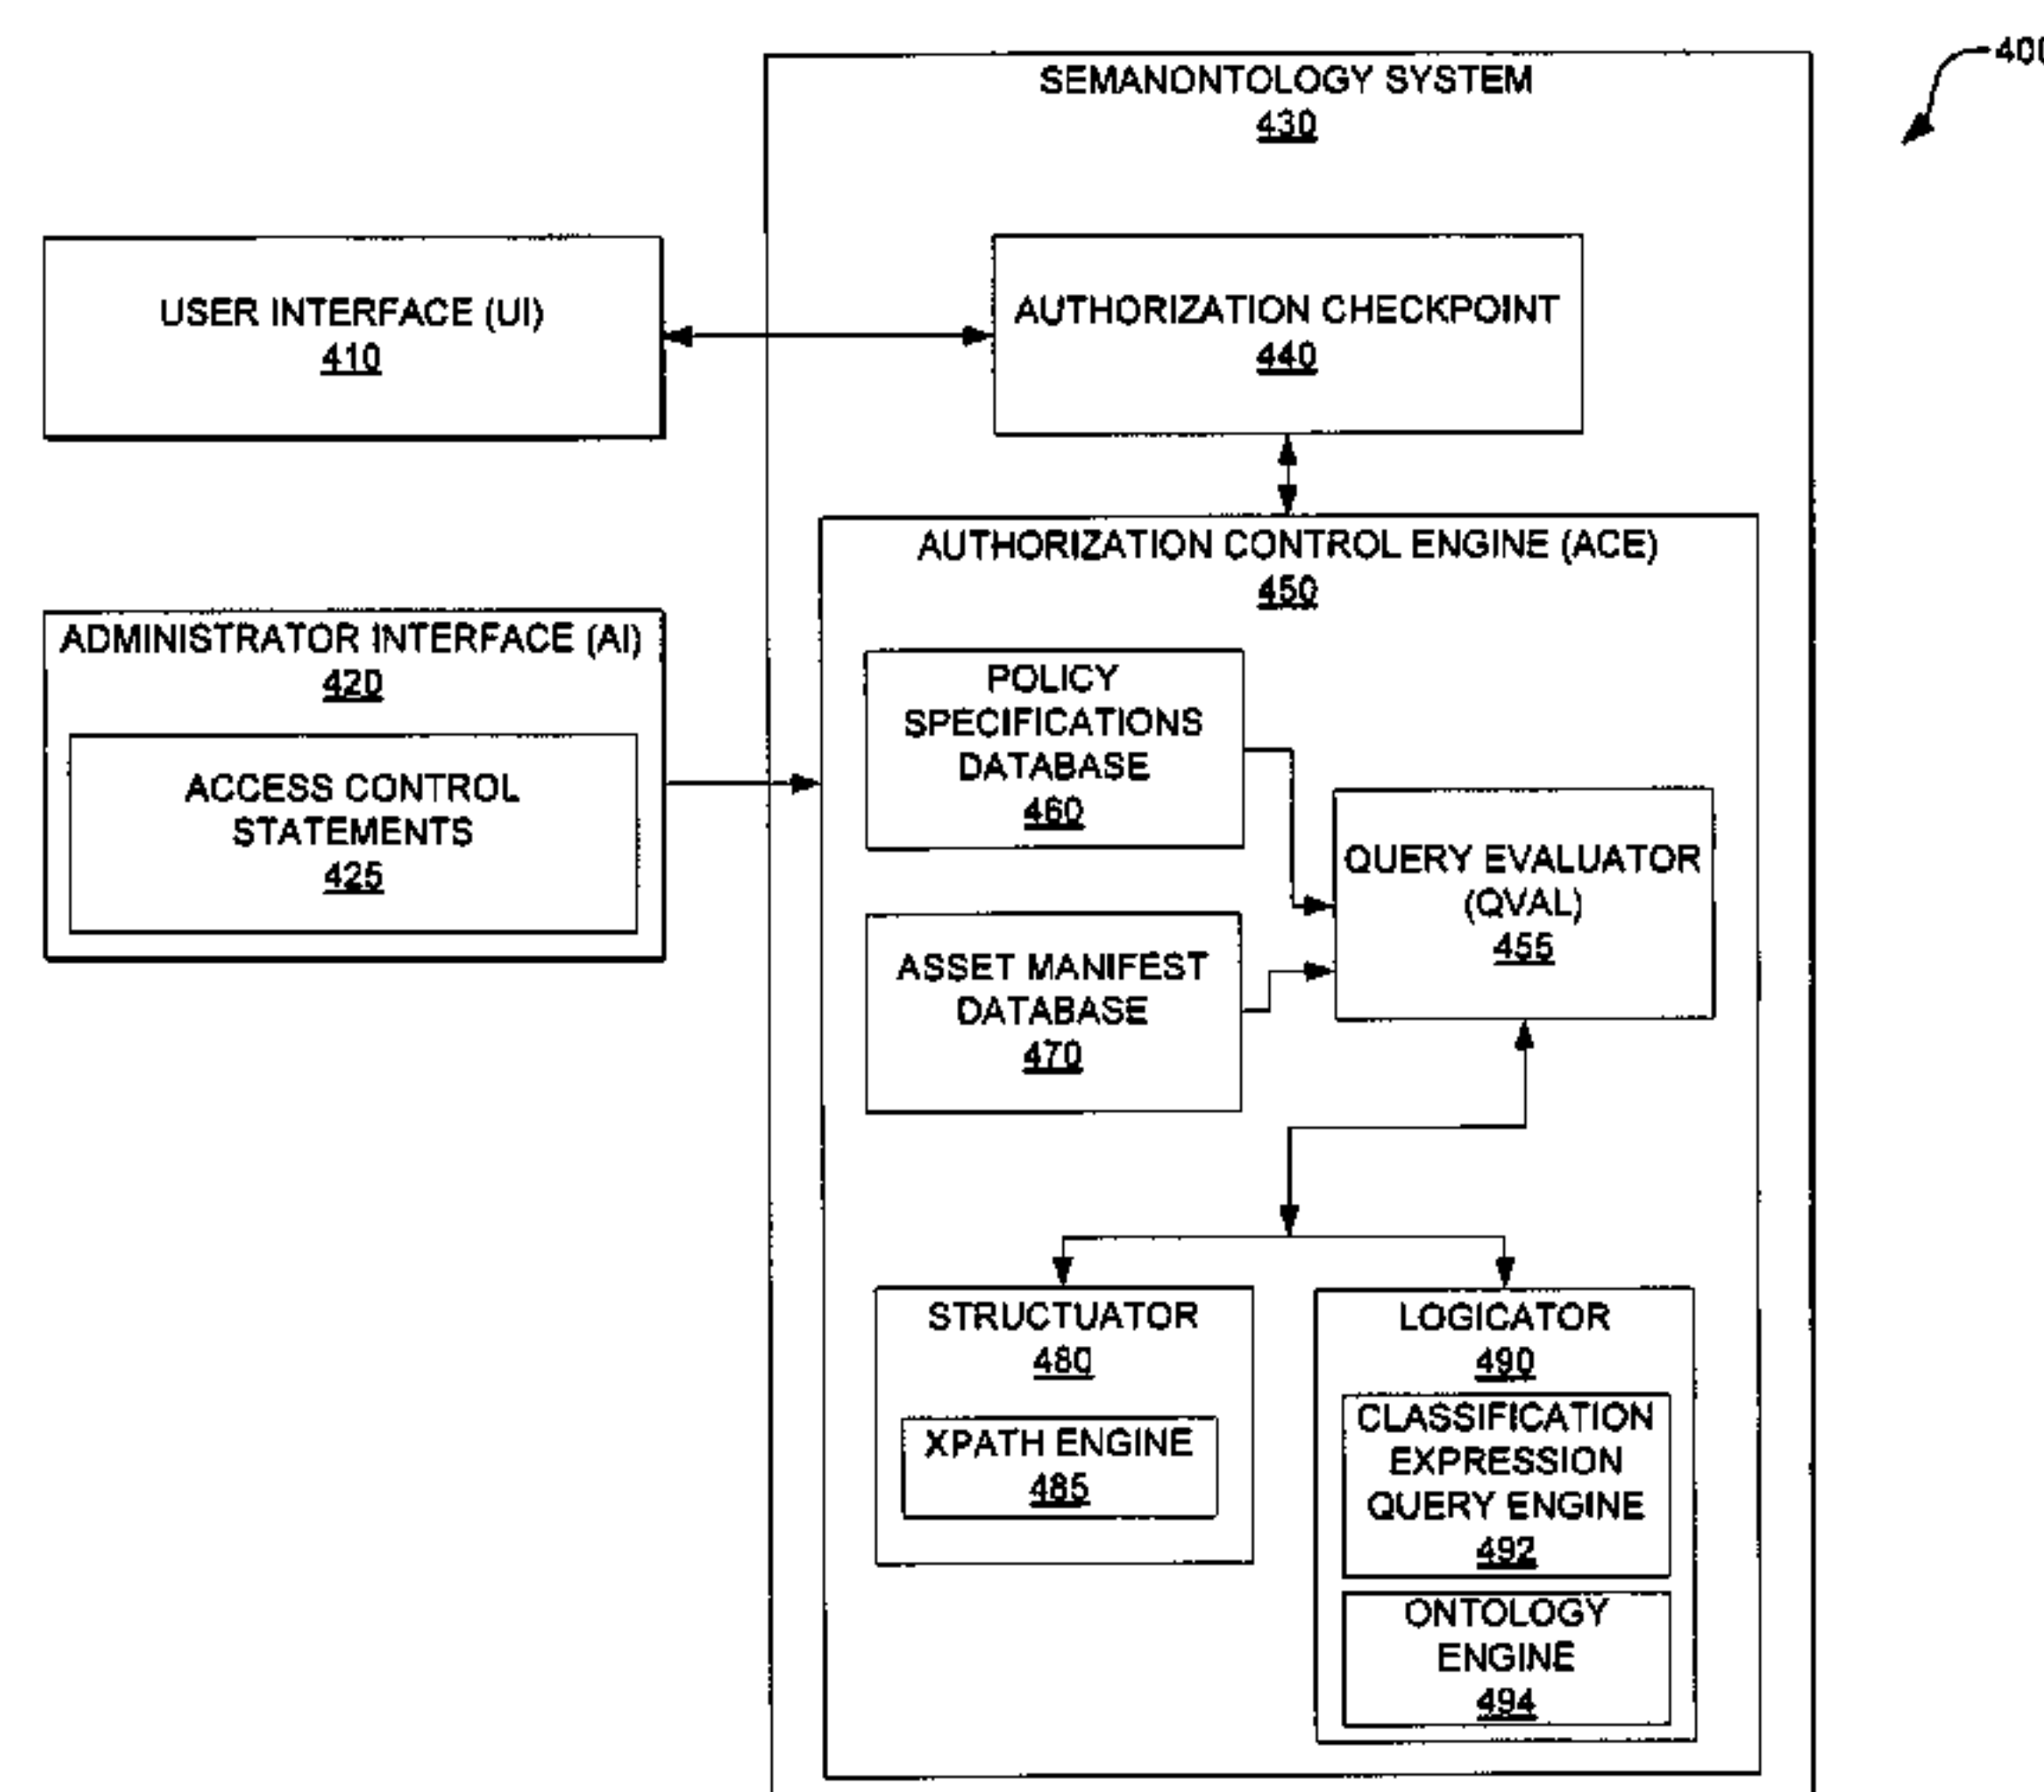 400
SEMANONTOLOGY SYSTEM
430
USER INTERFACE (UI)
410
AUTHORIZATION CHECKPOINT
440
AUTHORIZATION CONTROL ENGINE (ACE)
450
ADMINISTRATOR INTERFACE (AI)
420
ACCESS CONTROL
STATEMENTS
425
POLICY
SPECIFICATIONS
DATABASE
460
QUERY EVALUATOR
(QVAL)
455
ASSET MANIFEST
DATABASE
470
STRUCTUATOR
480
XPATH ENGINE
485
LOGICATOR
490
CLASSIFICATION
EXPRESSION
QUERY ENGINE
492
ONTOLOGY
ENGINE
494